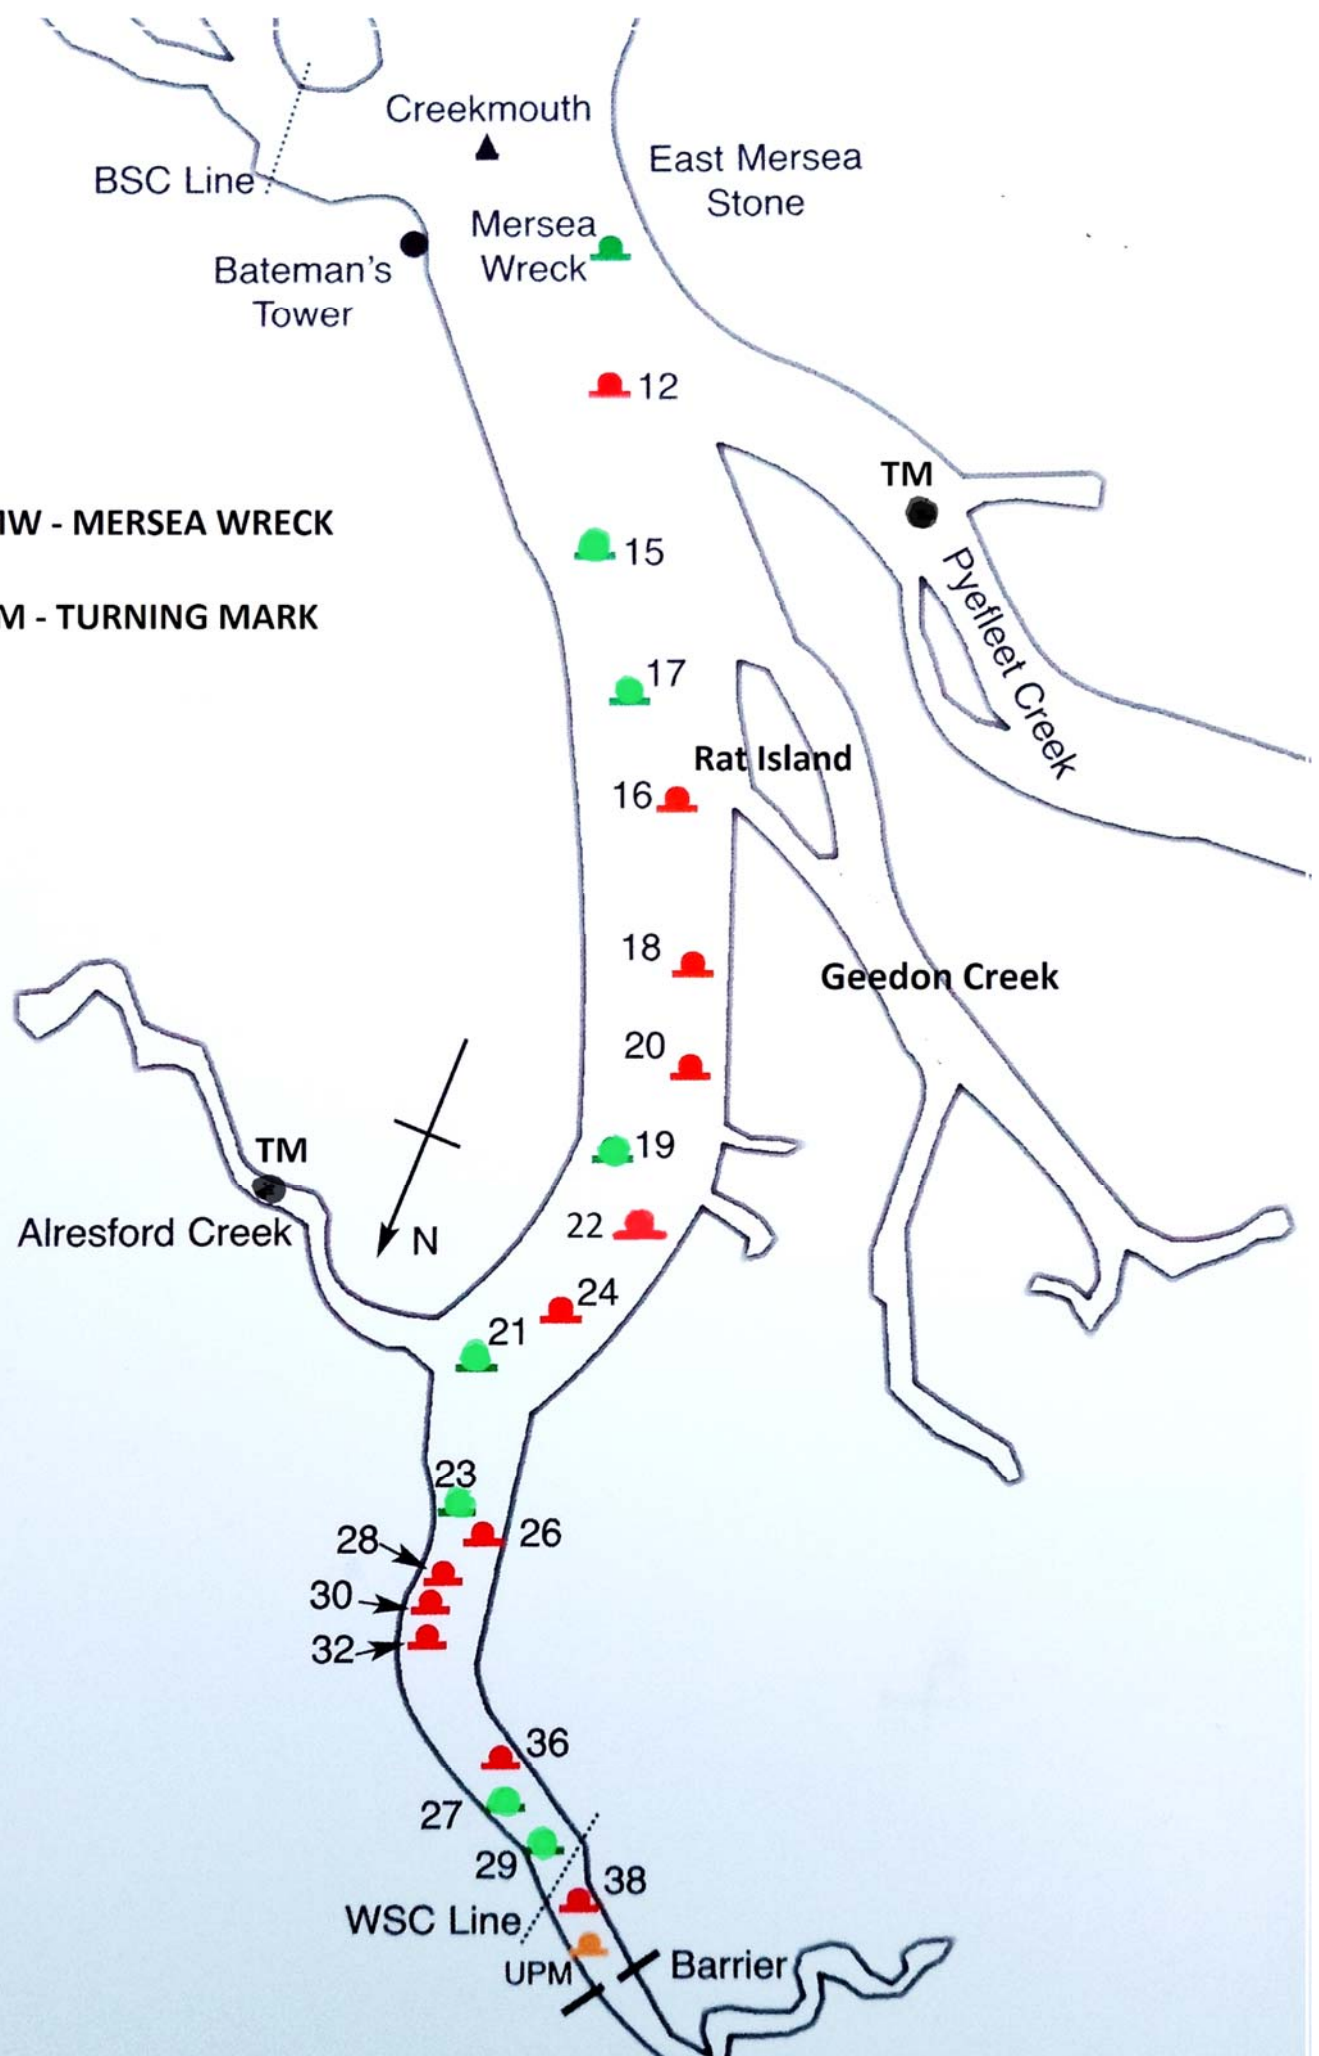 Creekmouth
East Mersea
Stone
BSC Line
Mersea
Wreck
Bateman's
Tower
12
TM
IW - MERSEA WRECK
15
Pyefleet Creek
M - TURNING MARK
17
Rat Island
16
18
Geedon Creek
20
19
TM
22
Alresford Creek
N
24
21
23
28
26
30
32
36
27
29
38
WSC Line
UPM
Barrier